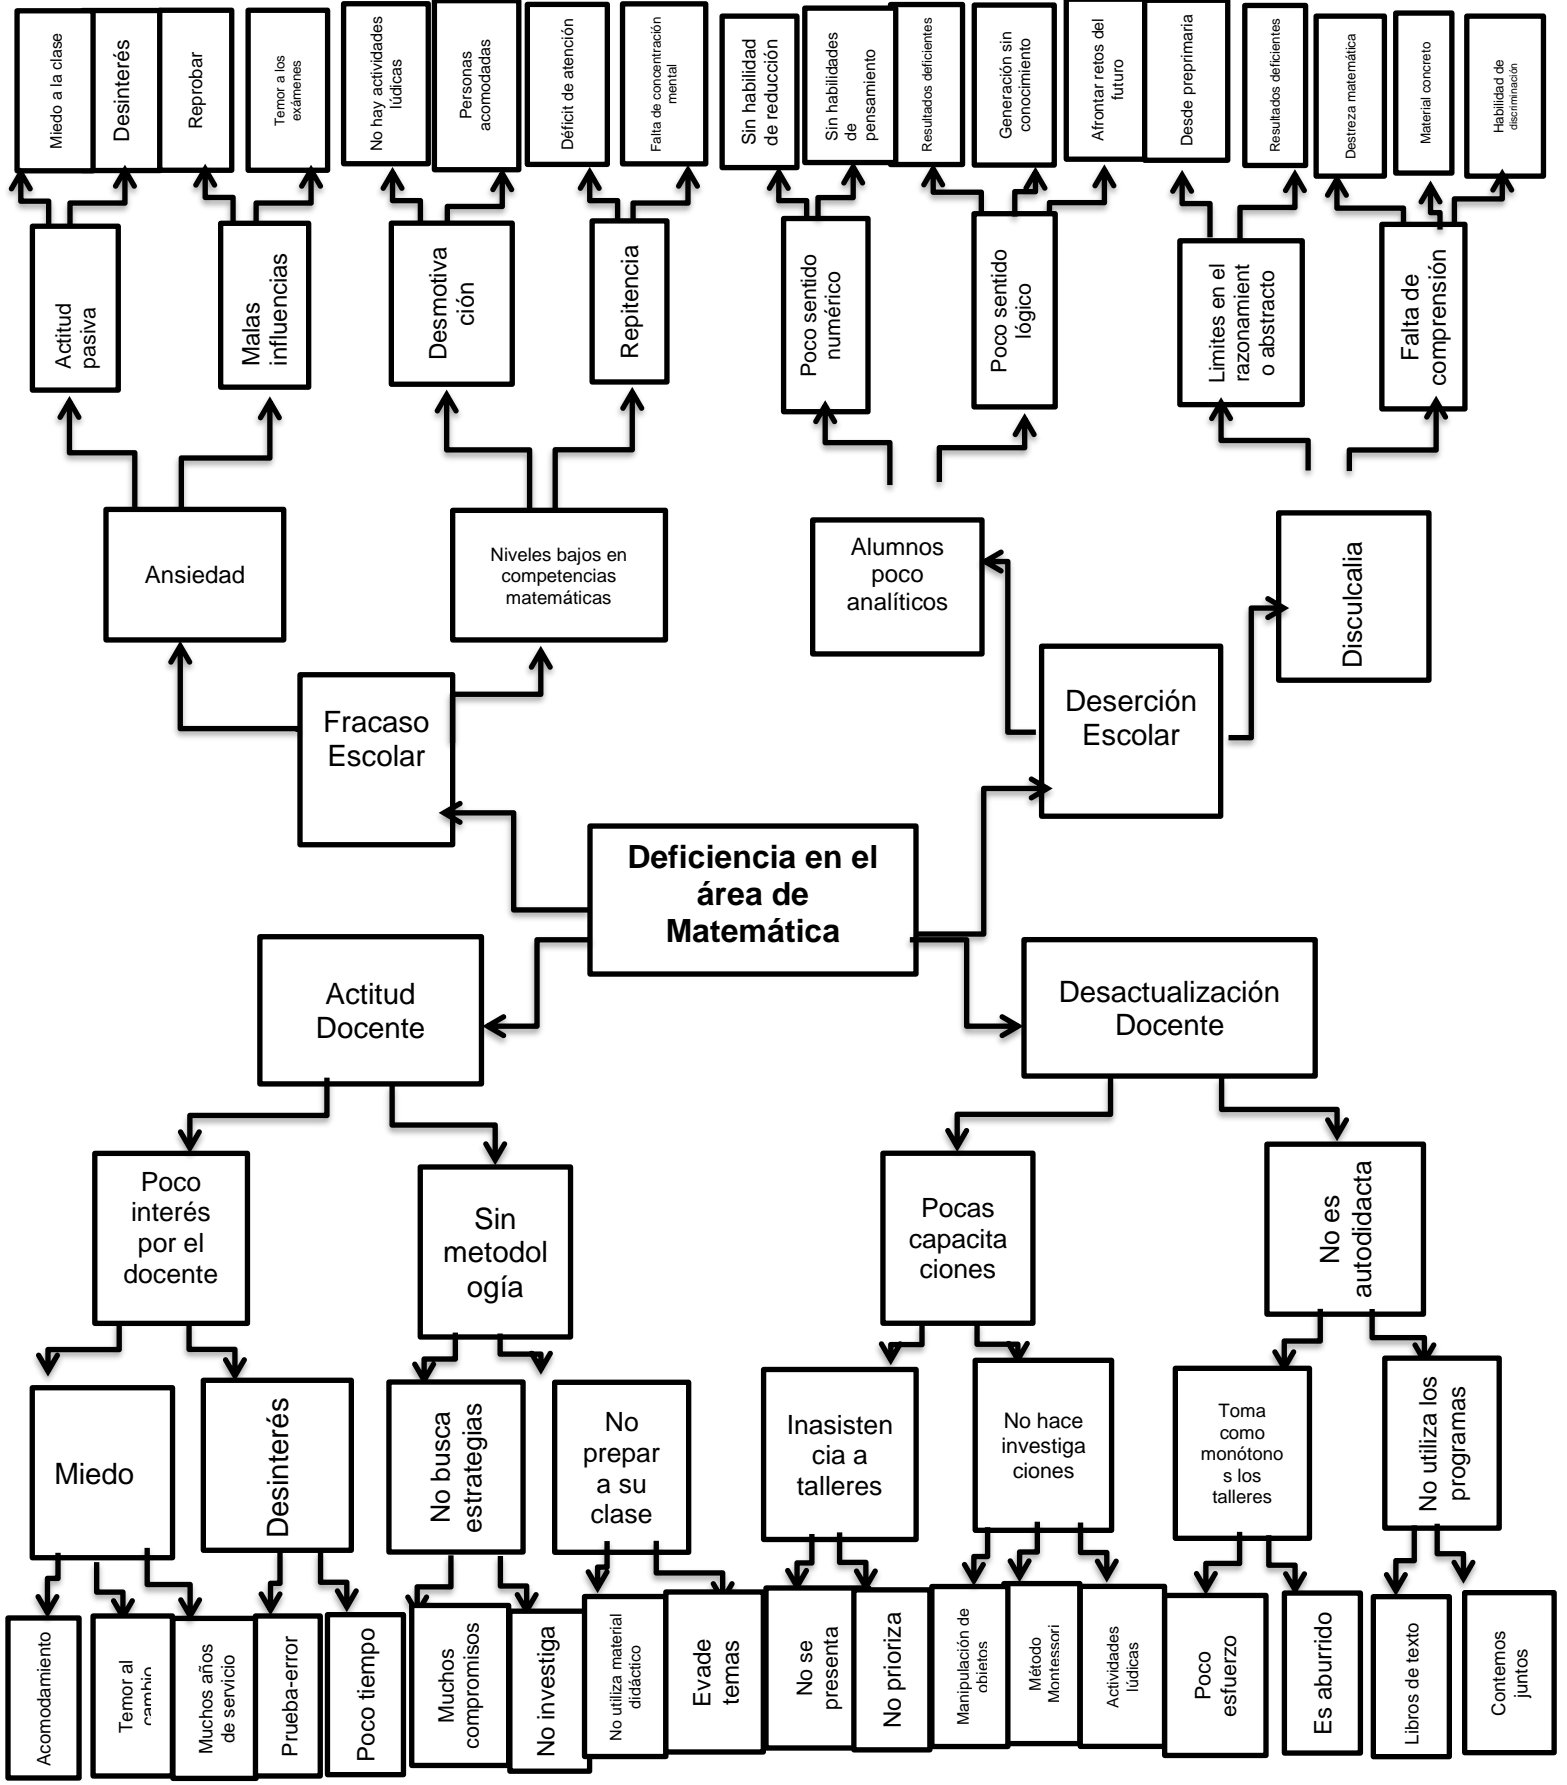 Miedo a la clase
Desinterés
Reprobar
Temor a los
exámenes
No hay actividades
lúdicas
Personas
acomodadas
Déficit de atención
Falta de concentración
mental
Sin habilidad
de reducción
Sin habilidades
de
pensamiento
Resultados deficientes
Generación sin
conocimiento
Afrontar retos del
futuro
Desde preprimaria
Resultados deficientes
Destreza matemática
Material concreto
Habilidad de
discriminación
Actitud
pasiva
Malas
influencias
Desmotiva
ción
Repitencia
Poco sentido
numérico
Poco sentido
lógico
Limites en el
razonamient
o abstracto
Falta de
comprensión
Ansiedad
Niveles bajos en
competencias
matemáticas
Alumnos
poco
analíticos
Disculcalia
Fracaso
Escolar
Deserción
Escolar
Deficiencia en el
área de
Matemática
Actitud
Docente
Desactualización
Docente
Poco
interés
por el
docente
Sin
metodol
ogía
Pocas
capacita
ciones
No es
autodidacta
Miedo
Desinterés
No busca
estrategias
No
prepar
a su
clase
Inasisten
cia a
talleres
No hace
investiga
ciones
Toma
como
monótono
s los
talleres
No utiliza los
programas
Acomodamiento
Temor al
cambio
Muchos años
de servicio
Prueba-error
Poco tiempo
Muchos
compromisos
No investiga
No utiliza material
didáctico
Evade
temas
No se
presenta
No prioriza
Manipulación de
objetos
Método
Montessori
Actividades
lúdicas
Poco
esfuerzo
Es aburrido
Libros de texto
Contemos
juntos